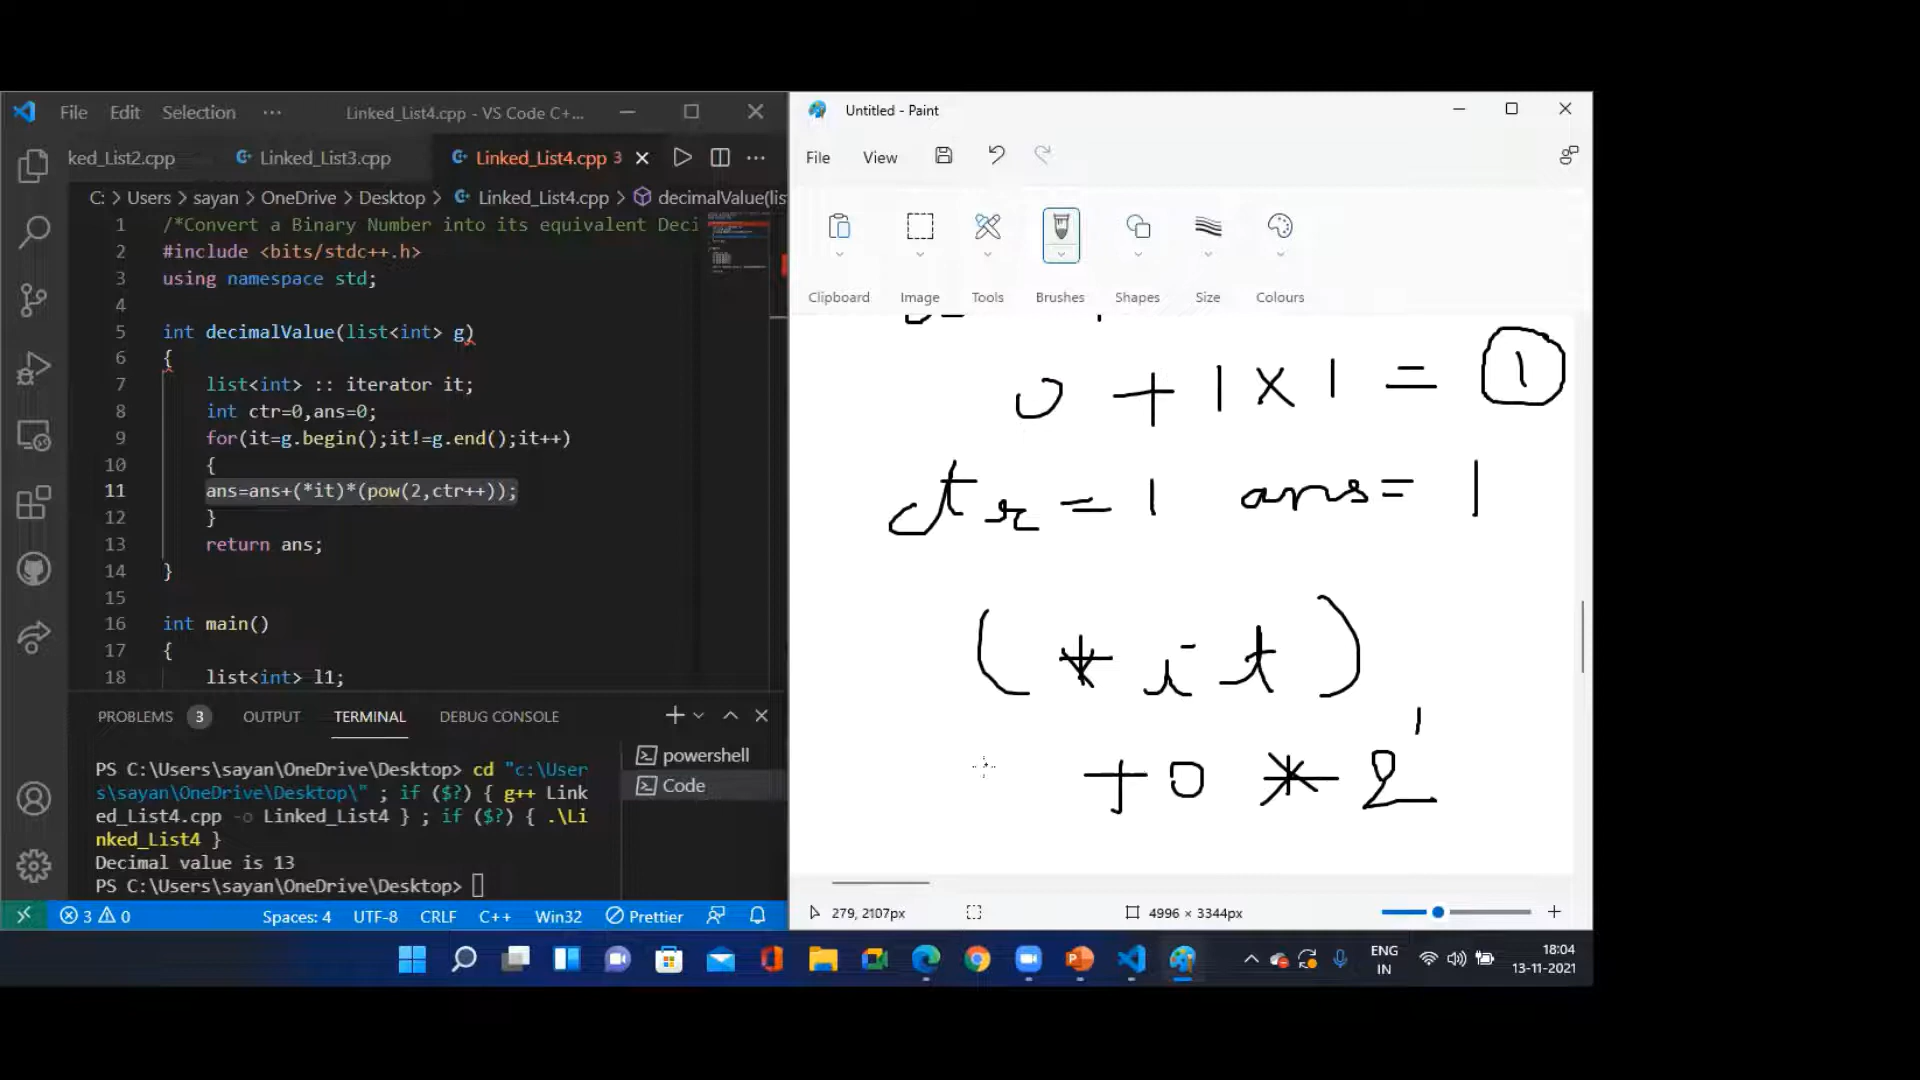 File Edit Selection ... Linked_List4.cpp - VS Code C+...
ked_List2.cpp Linked_List3.cpp Linked_List4.cpp 3
C: > Users > sayan > OneDrive > Desktop > Linked_List4.cpp > decimalValue(lis
1 /*Convert a Binary Number into its equivalent Deci
2 #include <bits/stdc++.h>
3 using namespace std;
4
5 int decimalValue(list<int> g)
6 {
7 list<int> :: iterator it;
8 int ctr=0,ans=0;
9 for(it=g.begin();it!=g.end();it++)
10 {
11 ans=ans+(*it)*(pow(2,ctr++));
12 }
13 return ans;
14 }
15
16 int main()
17 {
18 list<int> l1;
PROBLEMS 3 OUTPUT TERMINAL DEBUG CONSOLE
PS C:\Users\sayan\OneDrive\Desktop> cd "c:\User
s\sayan\OneDrive\Desktop\" ; if ($?) { g++ Link
ed_List4.cpp -o Linked_List4 } ; if ($?) { .\Li
nked_List4 }
Decimal value is 13
PS C:\Users\sayan\OneDrive\Desktop>
powershell
Code
3 0 Spaces: 4 UTF-8 CRLF C++ Win32 Prettier
Untitled - Paint
File View
Clipboard Image Tools Brushes Shapes Size Colours
0 + 1 x 1 = 1
ctr = 1 ans = 1
(*it)
+ 0 * 2¹
279, 2107px 4996 × 3344px
ENG
IN
18:04
13-11-2021